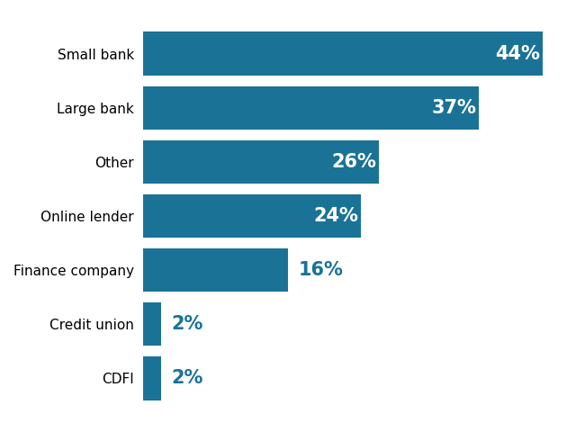 Small bank 44%
Large bank 37%
Other 26%
Online lender 24%
Finance company 16%
Credit union 2%
CDFI 2%